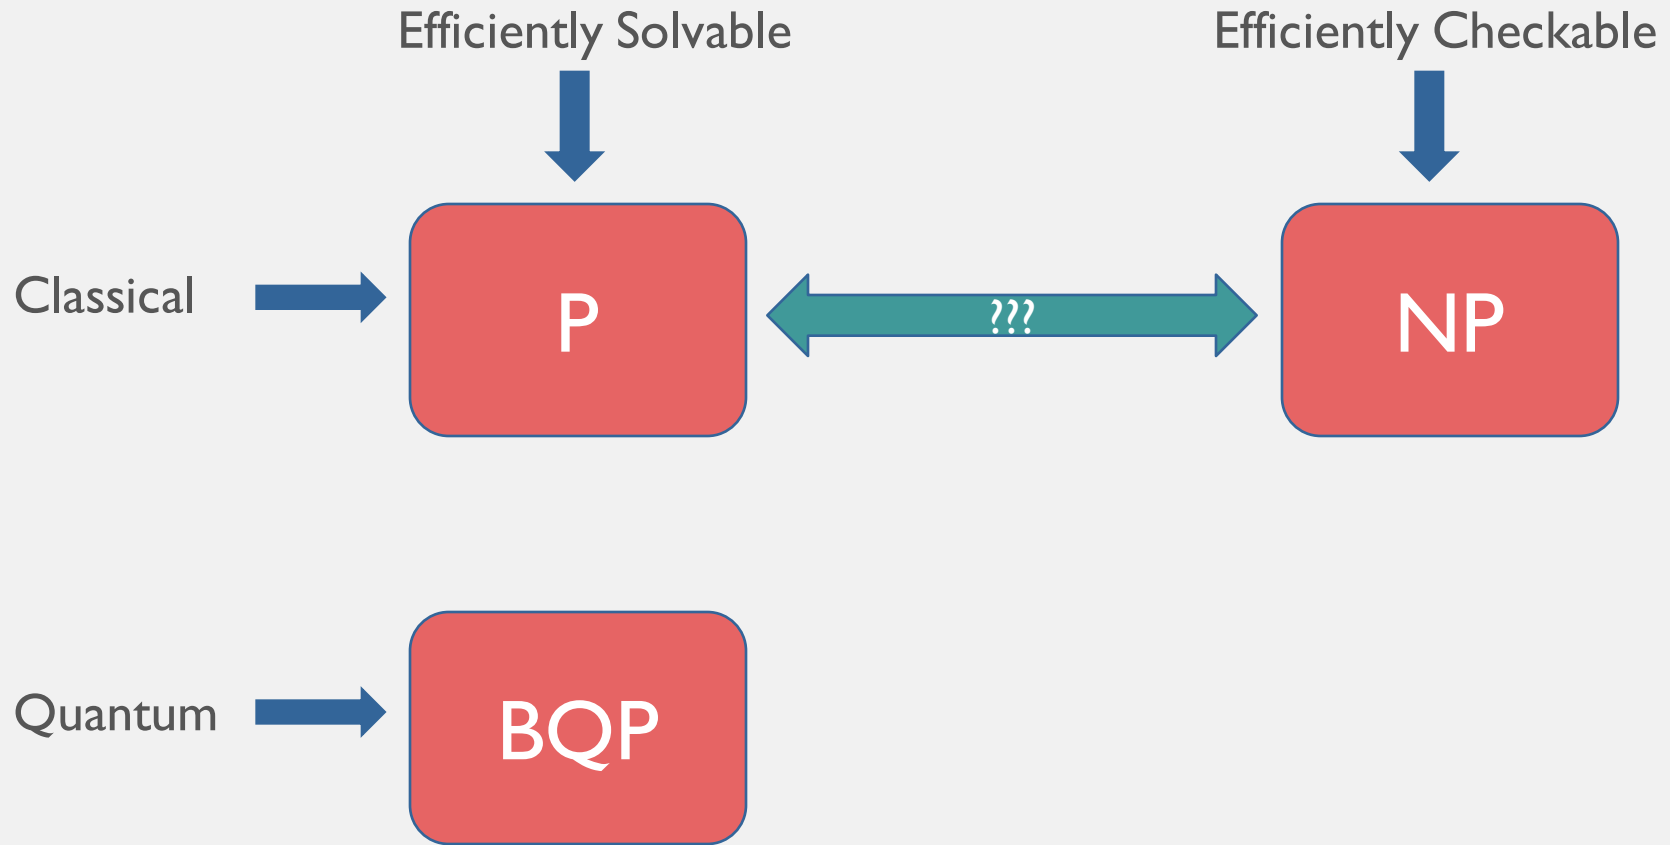 Efficiently Solvable
Efficiently Checkable
Classical
P
???
NP
Quantum
BQP